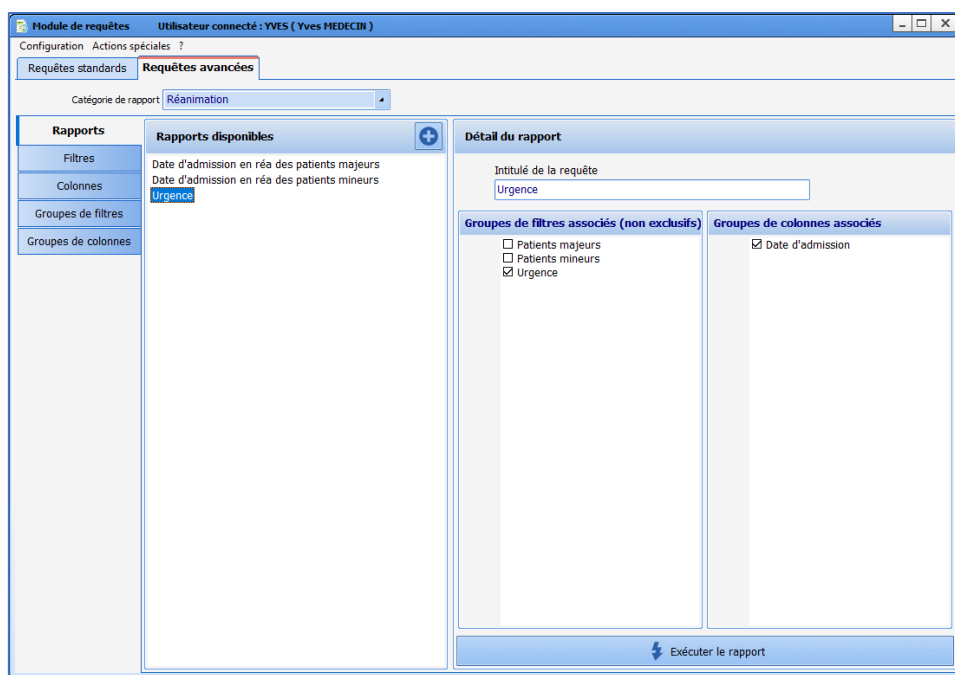 Module de requêtes Utilisateur connecté : YVES ( Yves MEDECIN )
Configuration Actions spéciales ?
Requêtes standards Requêtes avancées
Catégorie de rapport Réanimation
Rapports
Filtres
Colonnes
Groupes de filtres
Groupes de colonnes
Rapports disponibles
Date d'admission en réa des patients majeurs
Date d'admission en réa des patients mineurs
Urgence
Détail du rapport
Intitulé de la requête
Urgence
Groupes de filtres associés (non exclusifs)
Patients majeurs
Patients mineurs
Urgence
Groupes de colonnes associés
Date d'admission
Exécuter le rapport